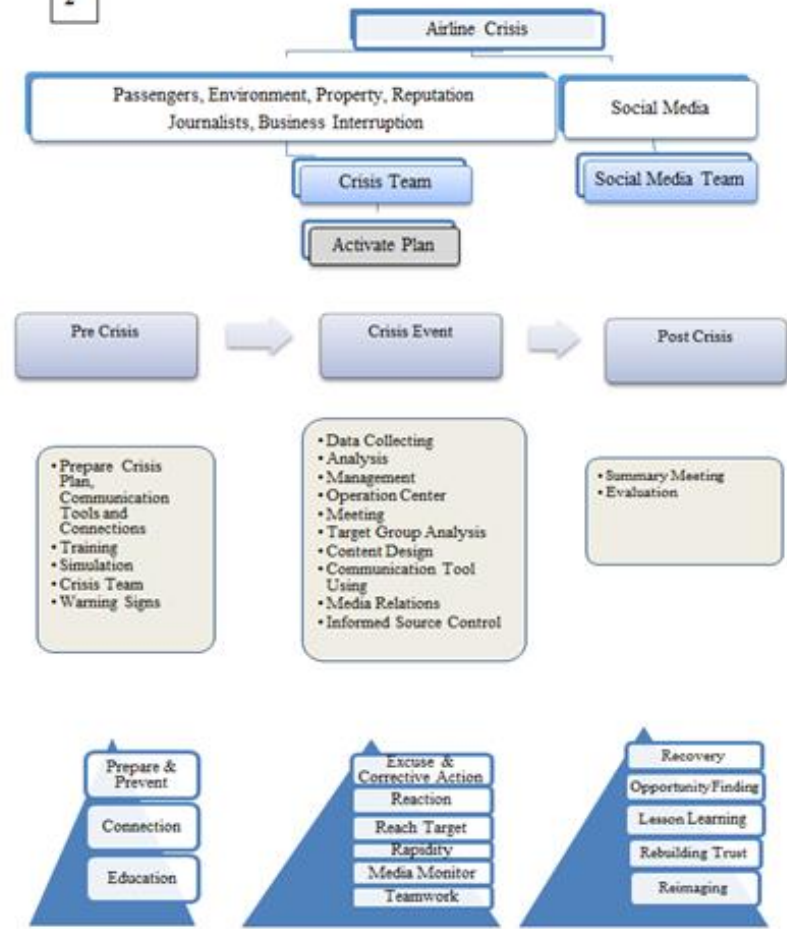 2
Airline Crisis
Passengers, Environment, Property, Reputation
Journalists, Business Interruption
Social Media
Crisis Team
Social Media Team
Activate Plan
Pre Crisis
Crisis Event
Post Crisis
• Prepare Crisis
Plan,
Communication
Tools and
Connections
• Training
• Simulation
• Crisis Team
• Warning Signs
• Data Collecting
• Analysis
• Management
• Operation Center
• Meeting
• Target Group Analysis
• Content Design
• Communication Tool
Using
• Media Relations
• Informed Source Control
• Summary Meeting
• Evaluation
Prepare &
Prevent
Connection
Education
Excuse &
Corrective Action
Reaction
Reach Target
Rapidity
Media Monitor
Teamwork
Recovery
Opportunity Finding
Lesson Learning
Rebuilding Trust
Reimaging